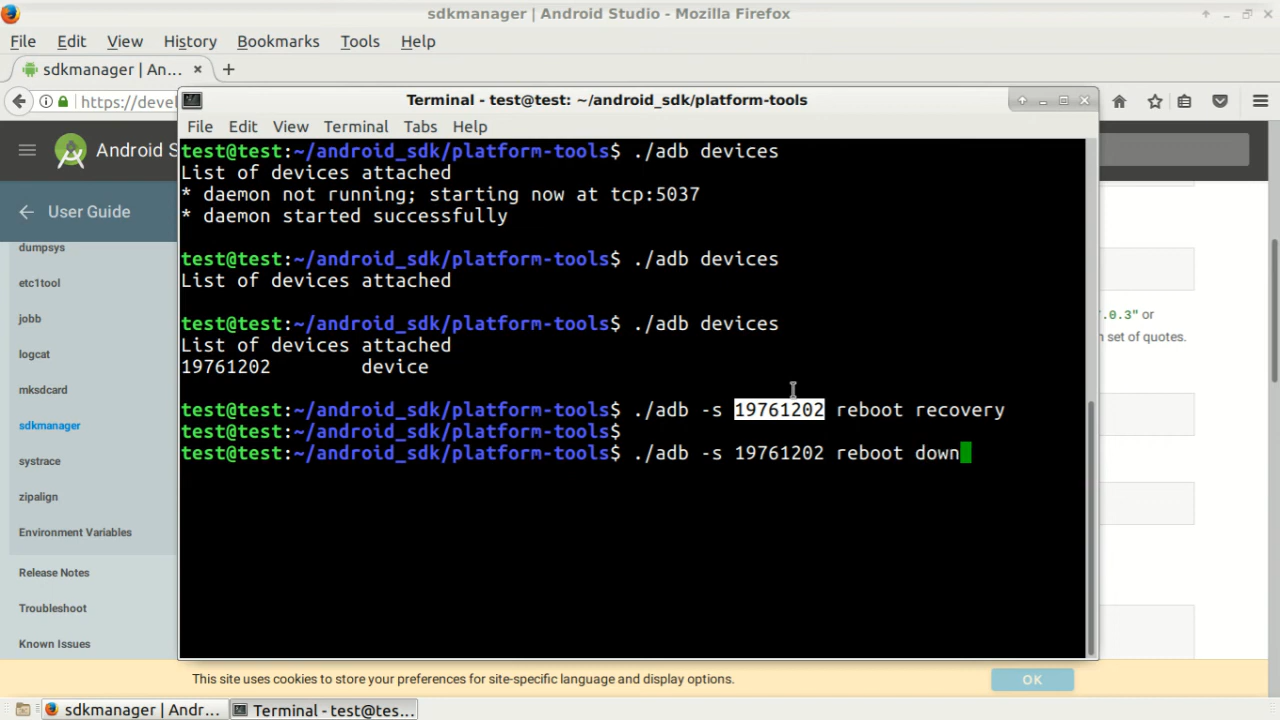 sdkmanager | Android Studio - Mozilla Firefox
File Edit View History Bookmarks Tools Help
sdkmanager | An... × +
https://devel
Terminal - test@test: ~/android_sdk/platform-tools
File Edit View Terminal Tabs Help
Android S
User Guide
dumpsys
etc1tool
jobb
logcat
mksdcard
sdkmanager
systrace
zipalign
Environment Variables
Release Notes
Troubleshoot
Known Issues
test@test:~/android_sdk/platform-tools$ ./adb devices
List of devices attached
* daemon not running; starting now at tcp:5037
* daemon started successfully
test@test:~/android_sdk/platform-tools$ ./adb devices
List of devices attached
test@test:~/android_sdk/platform-tools$ ./adb devices
List of devices attached
19761202 device
test@test:~/android_sdk/platform-tools$ ./adb -s 19761202 reboot recovery
test@test:~/android_sdk/platform-tools$
test@test:~/android_sdk/platform-tools$ ./adb -s 19761202 reboot down
.0.3" or
n set of quotes.
This site uses cookies to store your preferences for site-specific language and display options. OK
sdkmanager | Andr... Terminal - test@tes...